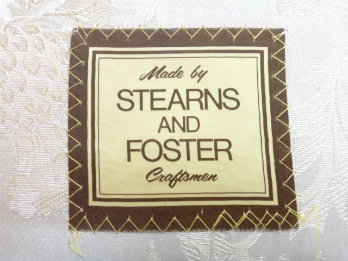 Made by
STEARNS
AND
FOSTER
Craftsmen